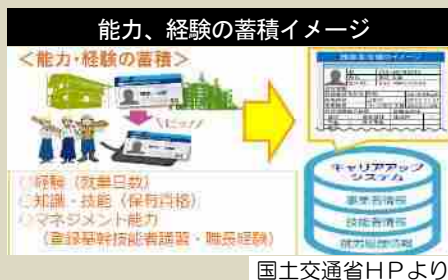 能力、経験の蓄積イメージ
＜能力・経験の蓄積＞
ピッ!
○経験（就業日数）
○知識・技能（保有資格）
○マネジメント能力
（登録基幹技能者講習・職長経験）
キャリアアップ
システム
事業者情報
技能者情報
就労履歴情報
国土交通省ＨＰより